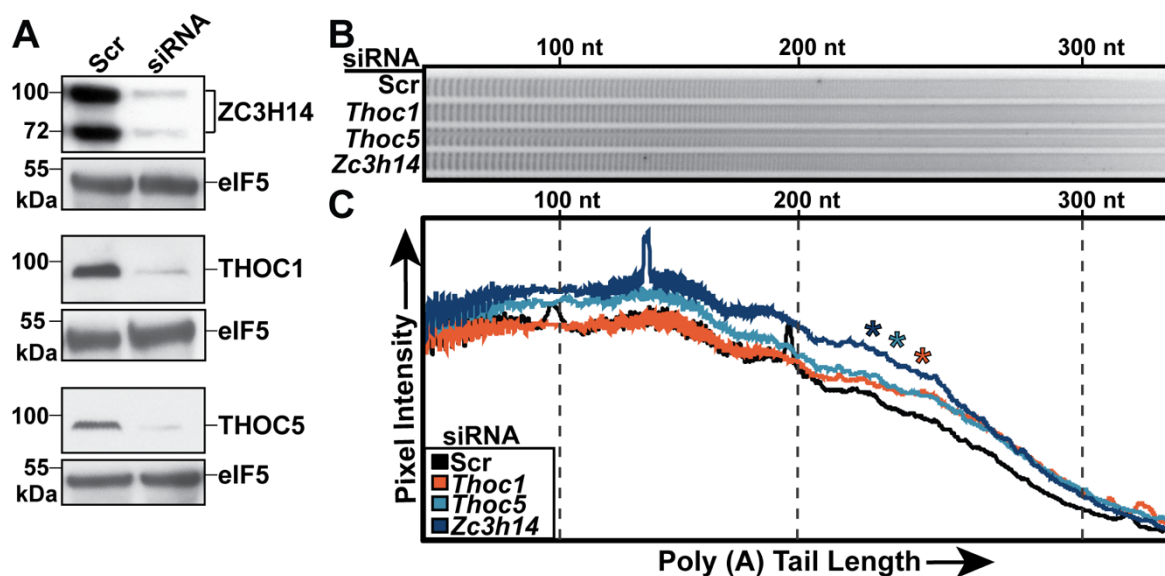 A
Scr siRNA
100
72
ZC3H14
55
kDa
eIF5
100
THOC1
55
kDa
eIF5
100
THOC5
55
kDa
eIF5
B
siRNA
100 nt 200 nt 300 nt
Scr
Thoc1
Thoc5
Zc3h14
C
100 nt 200 nt 300 nt
* * *
Pixel Intensity
siRNA
Scr
Thoc1
Thoc5
Zc3h14
Poly (A) Tail Length